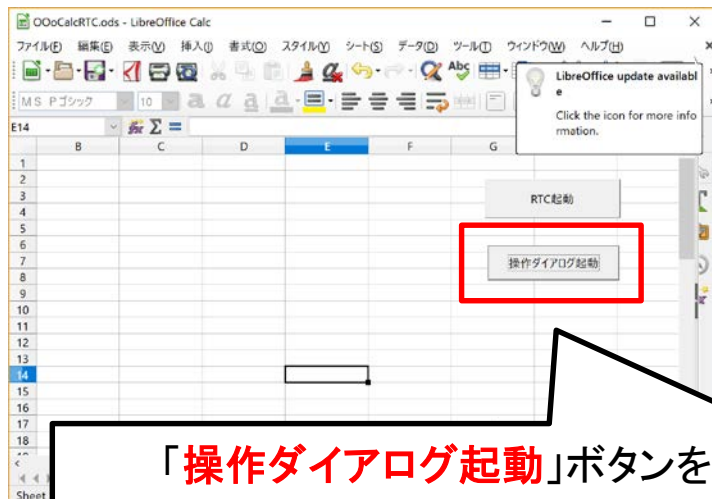 OOoCalcRTC.ods - LibreOffice Calc
ファイル(F) 編集(E) 表示(V) 挿入(I) 書式(O) スタイル(Y) シート(S) データ(D) ツール(T) ウィンドウ(W) ヘルプ(H)
LibreOffice update availabl
e
Click the icon for more info
rmation.
MS Pゴシック 10
E14
B C D E F G
1
2
3 RTC起動
4
5
6
7 操作ダイアログ起動
8
9
10
11
12
13
14
15
16
17
18
「操作ダイアログ起動」ボタンを
Sheet